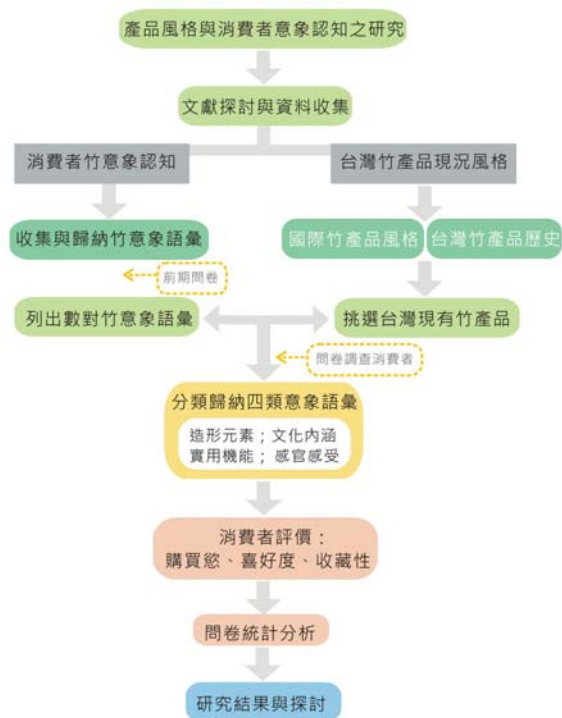 產品風格與消費者意象認知之研究
文獻探討與資料收集
消費者竹意象認知
台灣竹產品現況風格
收集與歸納竹意象語彙
國際竹產品風格
台灣竹產品歷史
前期問卷
列出數對竹意象語彙
挑選台灣現有竹產品
問卷調查消費者
分類歸納四類意象語彙
造形元素；文化內涵
實用機能；感官感受
消費者評價：
購買慾、喜好度、收藏性
問卷統計分析
研究結果與探討